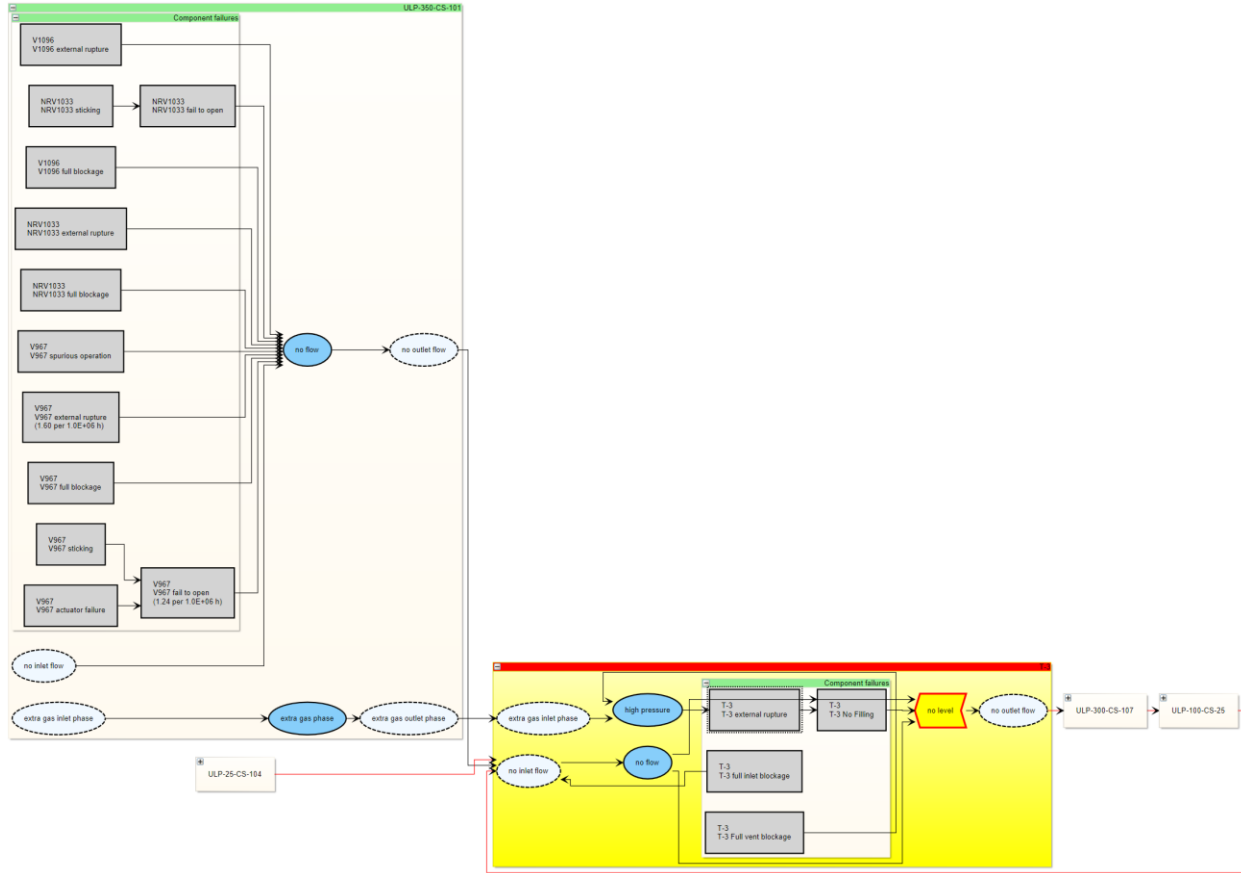 ULP-350-CS-101
Component failures
V1096
V1096 external rupture
NRV1033
NRV1033 sticking
NRV1033
NRV1033 fail to open
V1096
V1096 full blockage
NRV1033
NRV1033 external rupture
NRV1033
NRV1033 full blockage
V967
V967 spurious operation
no flow
no outlet flow
V967
V967 external rupture
(1.60 per 1.0E+06 h)
V967
V967 full blockage
V967
V967 sticking
V967
V967 actuator failure
V967
V967 fail to open
(1.24 per 1.0E+06 h)
no inlet flow
extra gas inlet phase
extra gas phase
extra gas outlet phase
ULP-25-CS-104
T-3
Component failures
extra gas inlet phase
high pressure
T-3
T-3 external rupture
T-3
T-3 No Filling
no level
no outlet flow
ULP-300-CS-107
ULP-100-CS-25
no inlet flow
no flow
T-3
T-3 full inlet blockage
T-3
T-3 Full vent blockage